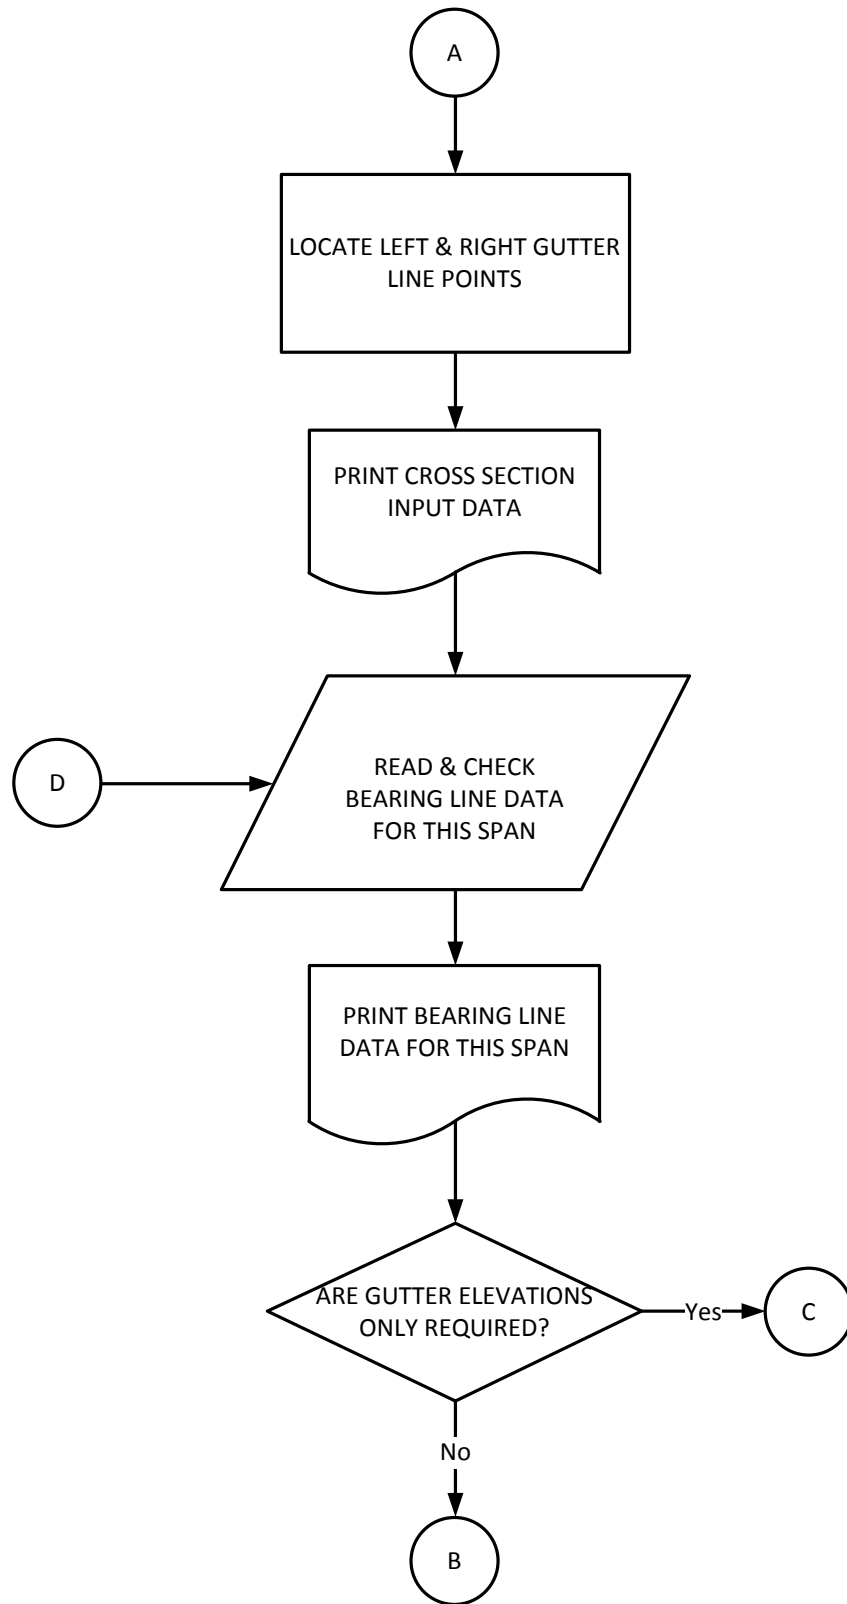 A
LOCATE LEFT & RIGHT GUTTER
LINE POINTS
PRINT CROSS SECTION
INPUT DATA
D
READ & CHECK
BEARING LINE DATA
FOR THIS SPAN
PRINT BEARING LINE
DATA FOR THIS SPAN
ARE GUTTER ELEVATIONS
ONLY REQUIRED?
Yes
C
No
B